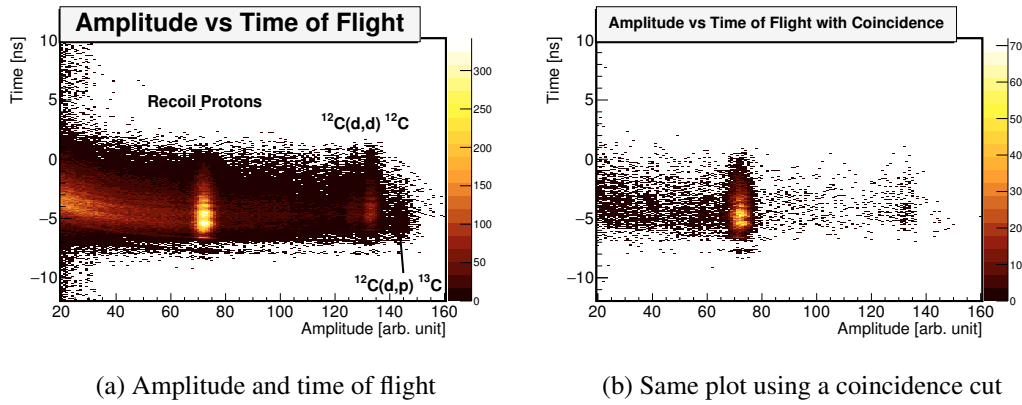 Amplitude vs Time of Flight
Time [ns]
10
5
0
−5
−10
Recoil Protons
¹²C(d,d) ¹²C
¹²C(d,p) ¹³C
20 40 60 80 100 120 140 160
Amplitude [arb. unit]
300
250
200
150
100
50
0
(a) Amplitude and time of flight
Amplitude vs Time of Flight with Coincidence
Time [ns]
10
5
0
−5
−10
20 40 60 80 100 120 140 160
Amplitude [arb. unit]
70
60
50
40
30
20
10
0
(b) Same plot using a coincidence cut